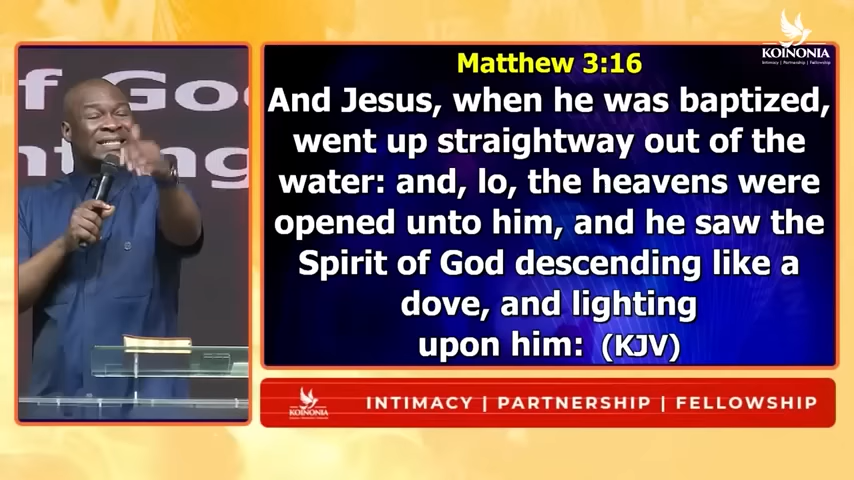 KOINONIA
Intimacy | Partnership | Fellowship
f Go
nting
Matthew 3:16
And Jesus, when he was baptized,
went up straightway out of the
water: and, lo, the heavens were
opened unto him, and he saw the
Spirit of God descending like a
dove, and lighting
upon him: (KJV)
KOINONIA
INTIMACY | PARTNERSHIP | FELLOWSHIP